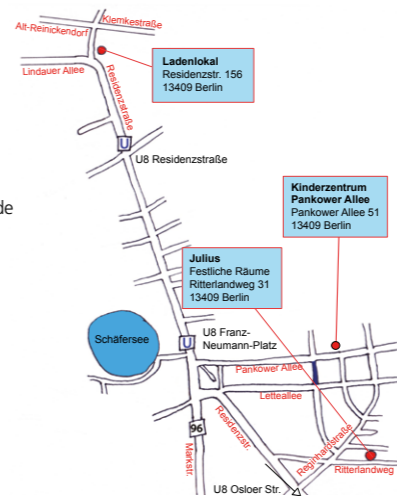 Klemkestraße
Alt-Reinickendorf
Lindauer Allee
Residenzstraße
Ladenlokal
Residenzstr. 156
13409 Berlin
U
U8 Residenzstraße
de
Kinderzentrum
Pankower Allee
Pankower Allee 51
13409 Berlin
Julius
Festliche Räume
Ritterlandweg 31
13409 Berlin
Schäfersee
U
U8 Franz-
Neumann-Platz
Pankower Allee
Letteallee
96
Markstr.
Residenzstr.
Reginhardstraße
Ritterlandweg
U8 Osloer Str.